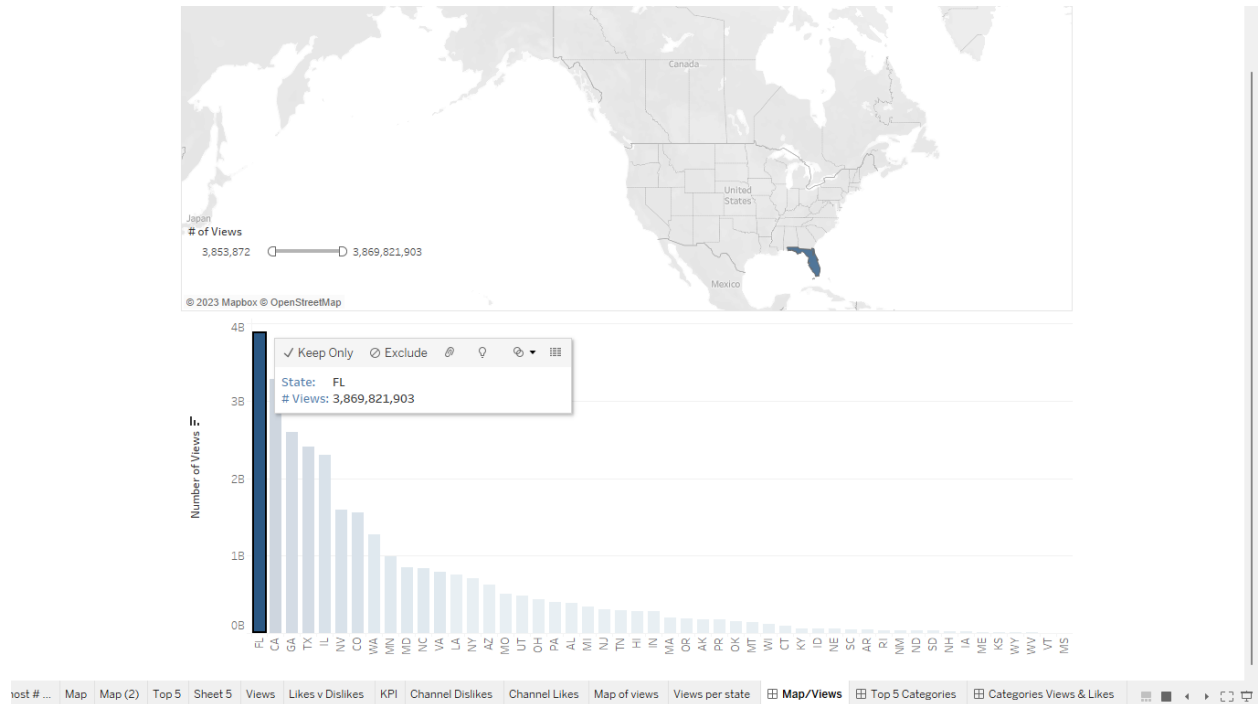 Canada
United
States
Japan
# of Views
3,853,872 3,869,821,903
Mexico
© 2023 Mapbox © OpenStreetMap
4B
Keep Only Exclude
State: FL
# Views: 3,869,821,903
3B
Number of Views
2B
1B
0B
FL CA GA TX IL NV CO WA MN MD NC VA LA NY AZ MO UT OH PA AL MI NJ TN HI IN MA OR AK PR OK MT WI CT KY ID NE SC AR RI NM ND SD NH IA ME KS WY WV VT MS
nost # ... Map Map (2) Top 5 Sheet 5 Views Likes v Dislikes KPI Channel Dislikes Channel Likes Map of views Views per state Map/Views Top 5 Categories Categories Views & Likes